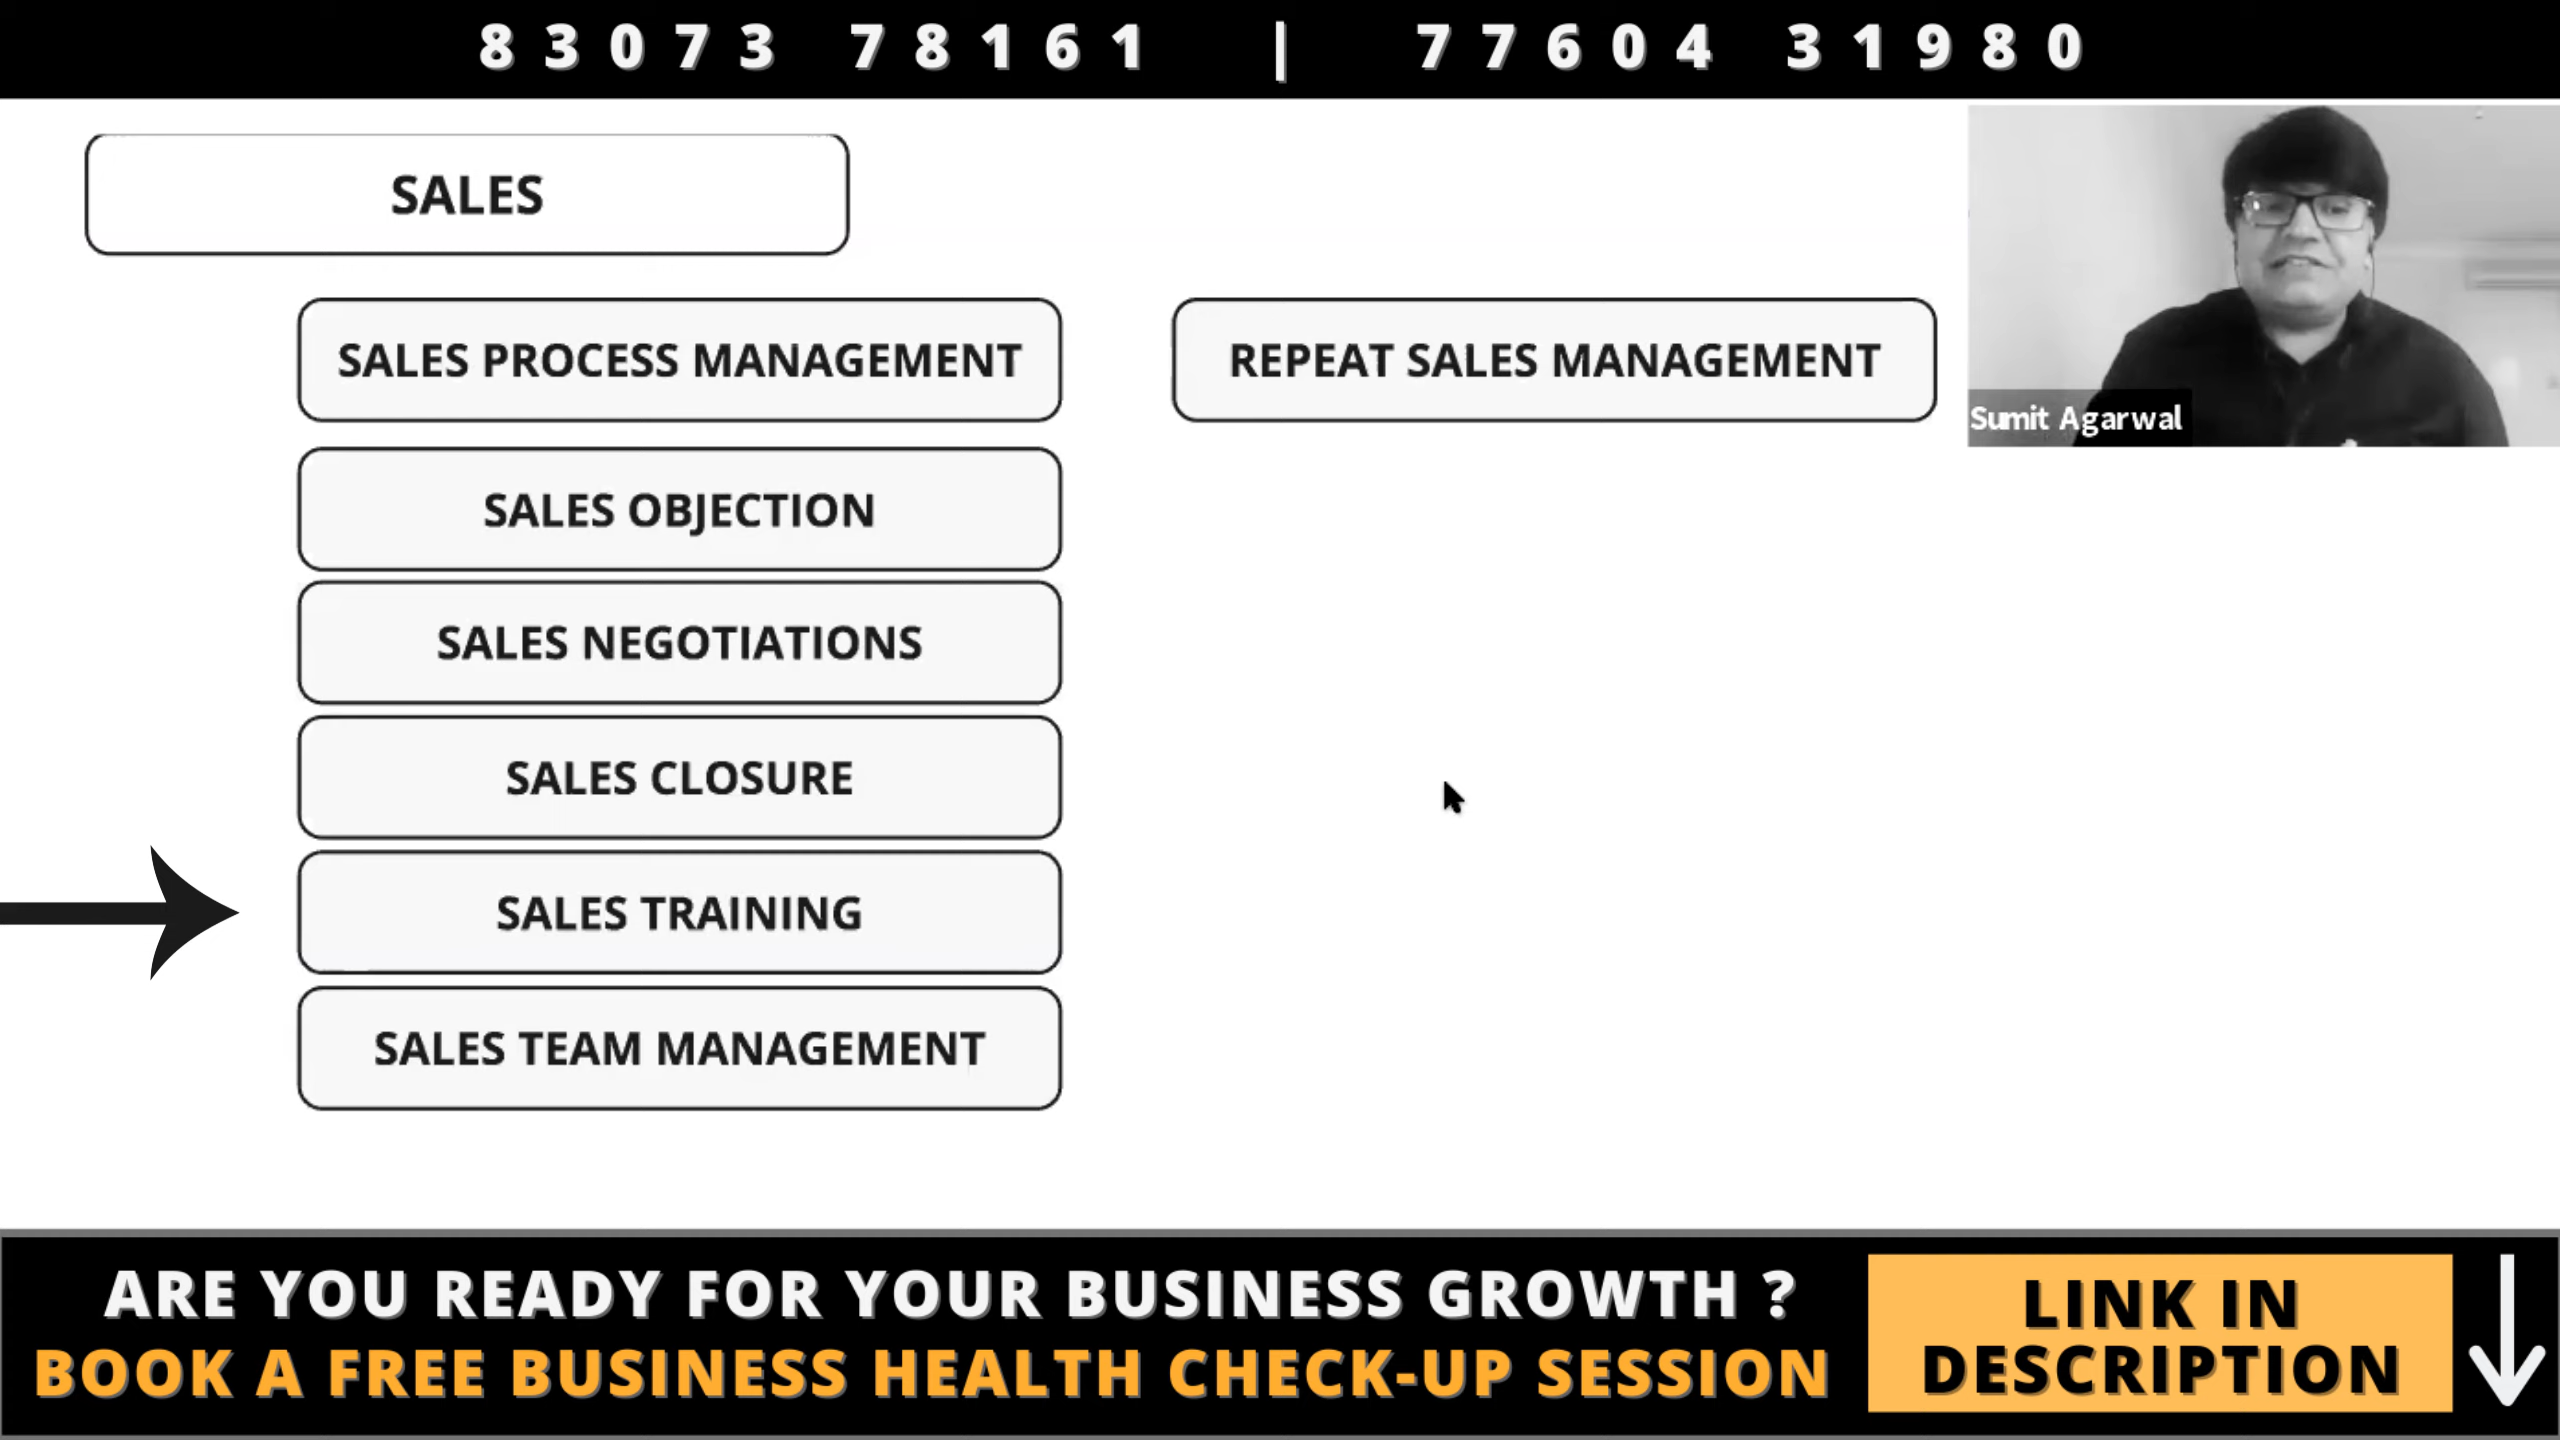 83073 78161 | 77604 31980
SALES
SALES PROCESS MANAGEMENT
REPEAT SALES MANAGEMENT
Sumit Agarwal
SALES OBJECTION
SALES NEGOTIATIONS
SALES CLOSURE
SALES TRAINING
SALES TEAM MANAGEMENT
ARE YOU READY FOR YOUR BUSINESS GROWTH ?
BOOK A FREE BUSINESS HEALTH CHECK-UP SESSION
LINK IN
DESCRIPTION